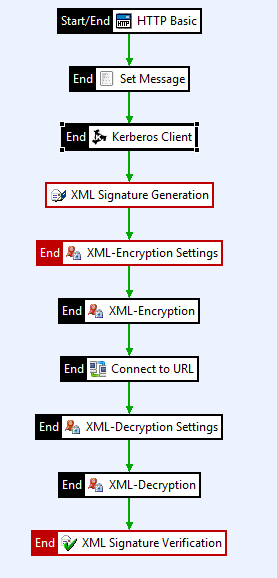 Start/End HTTP HTTP Basic
End Set Message
End Kerberos Client
XML Signature Generation
End XML-Encryption Settings
End XML-Encryption
End Connect to URL
End XML-Decryption Settings
End XML-Decryption
End XML Signature Verification